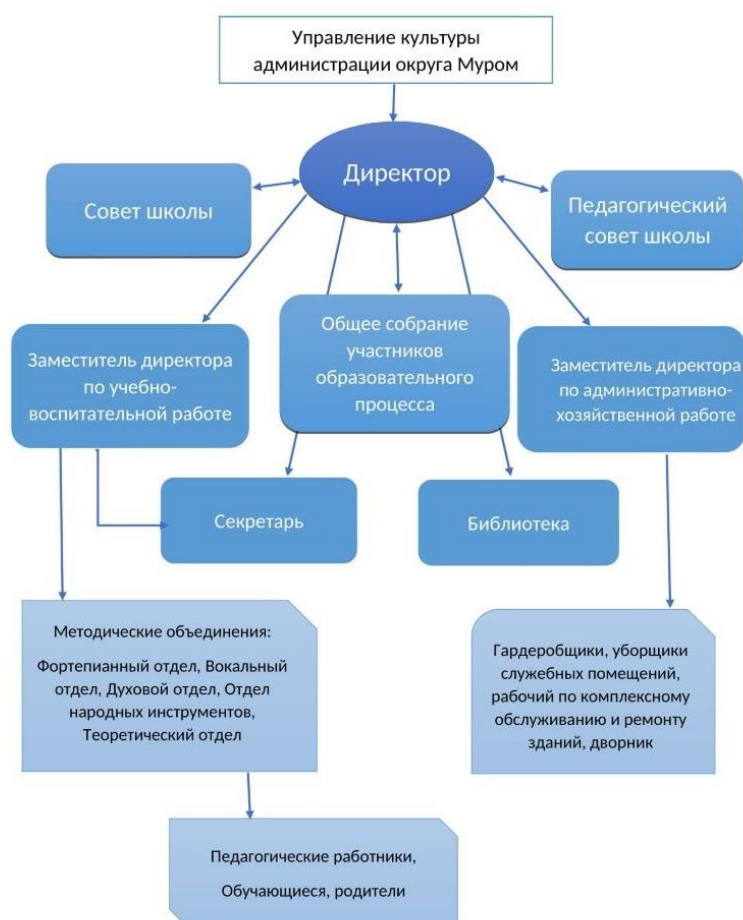 Управление культуры
администрации округа Муром
Директор
Совет школы
Педагогический
совет школы
Общее собрание
участников
образовательного
процесса
Заместитель директора
по учебно-
воспитательной работе
Заместитель директора
по административно-
хозяйственной работе
Секретарь
Библиотека
Методические объединения:
Фортепианный отдел, Вокальный
отдел, Духовой отдел, Отдел
народных инструментов,
Теоретический отдел
Гардеробщики, уборщики
служебных помещений,
рабочий по комплексному
обслуживанию и ремонту
зданий, дворник
Педагогические работники,
Обучающиеся, родители